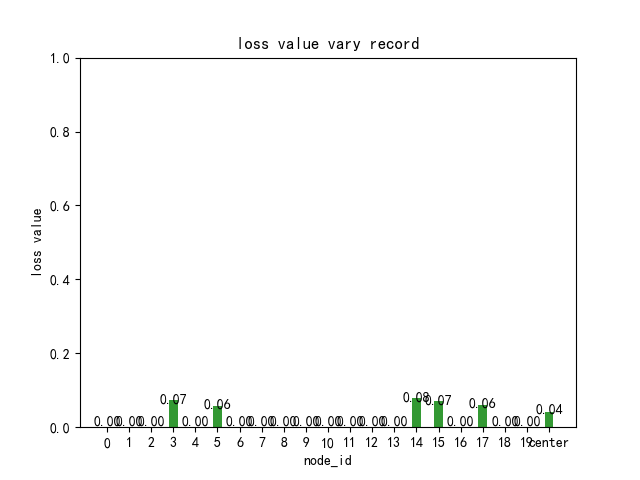 loss value vary record
1.0
0.8
0.6
0.4
0.2
0.0
loss value
0.00 0.00 0.00 0.07 0.00 0.06 0.00 0.00 0.00 0.00 0.00 0.00 0.00 0.00 0.08 0.07 0.00 0.06 0.00 0.00 0.04
0 1 2 3 4 5 6 7 8 9 10 11 12 13 14 15 16 17 18 19 center
node_id